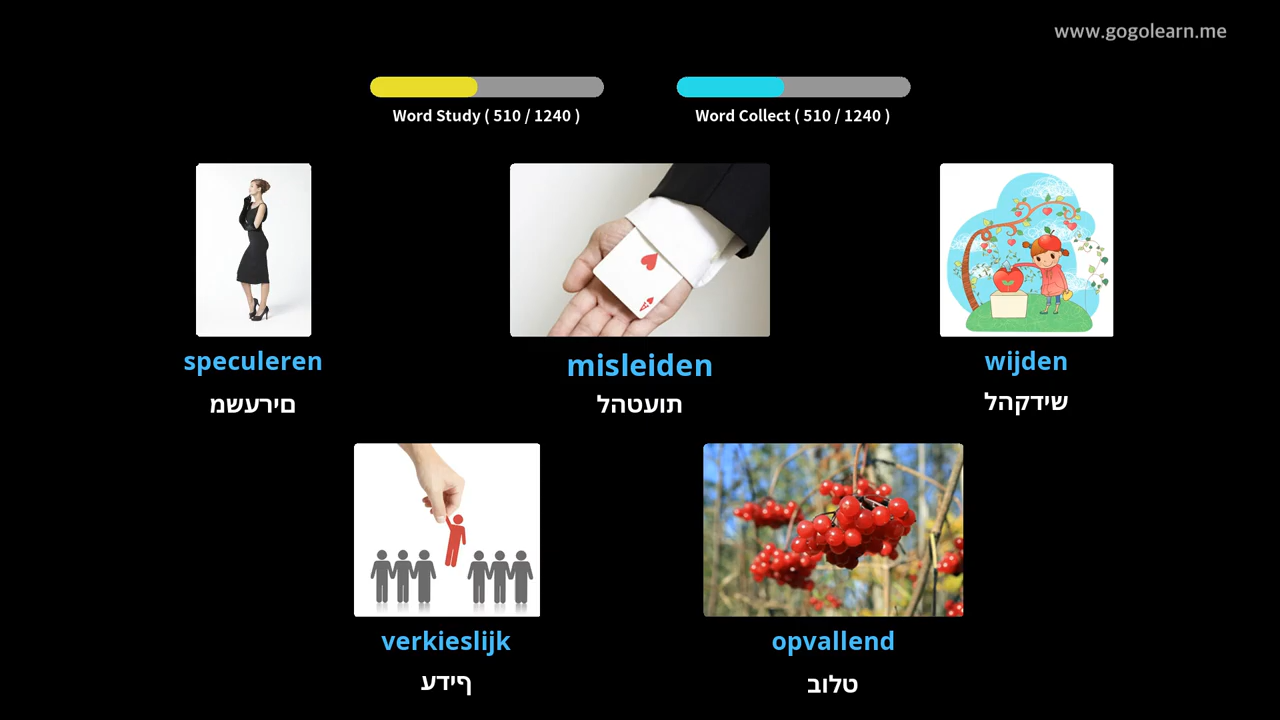 www.gogolearn.me
Word Study ( 510 / 1240 )
Word Collect ( 510 / 1240 )
speculeren
םירעשמ
misleiden
תועטהל
wijden
שידקהל
verkieslijk
ףידע
opvallend
טלוב